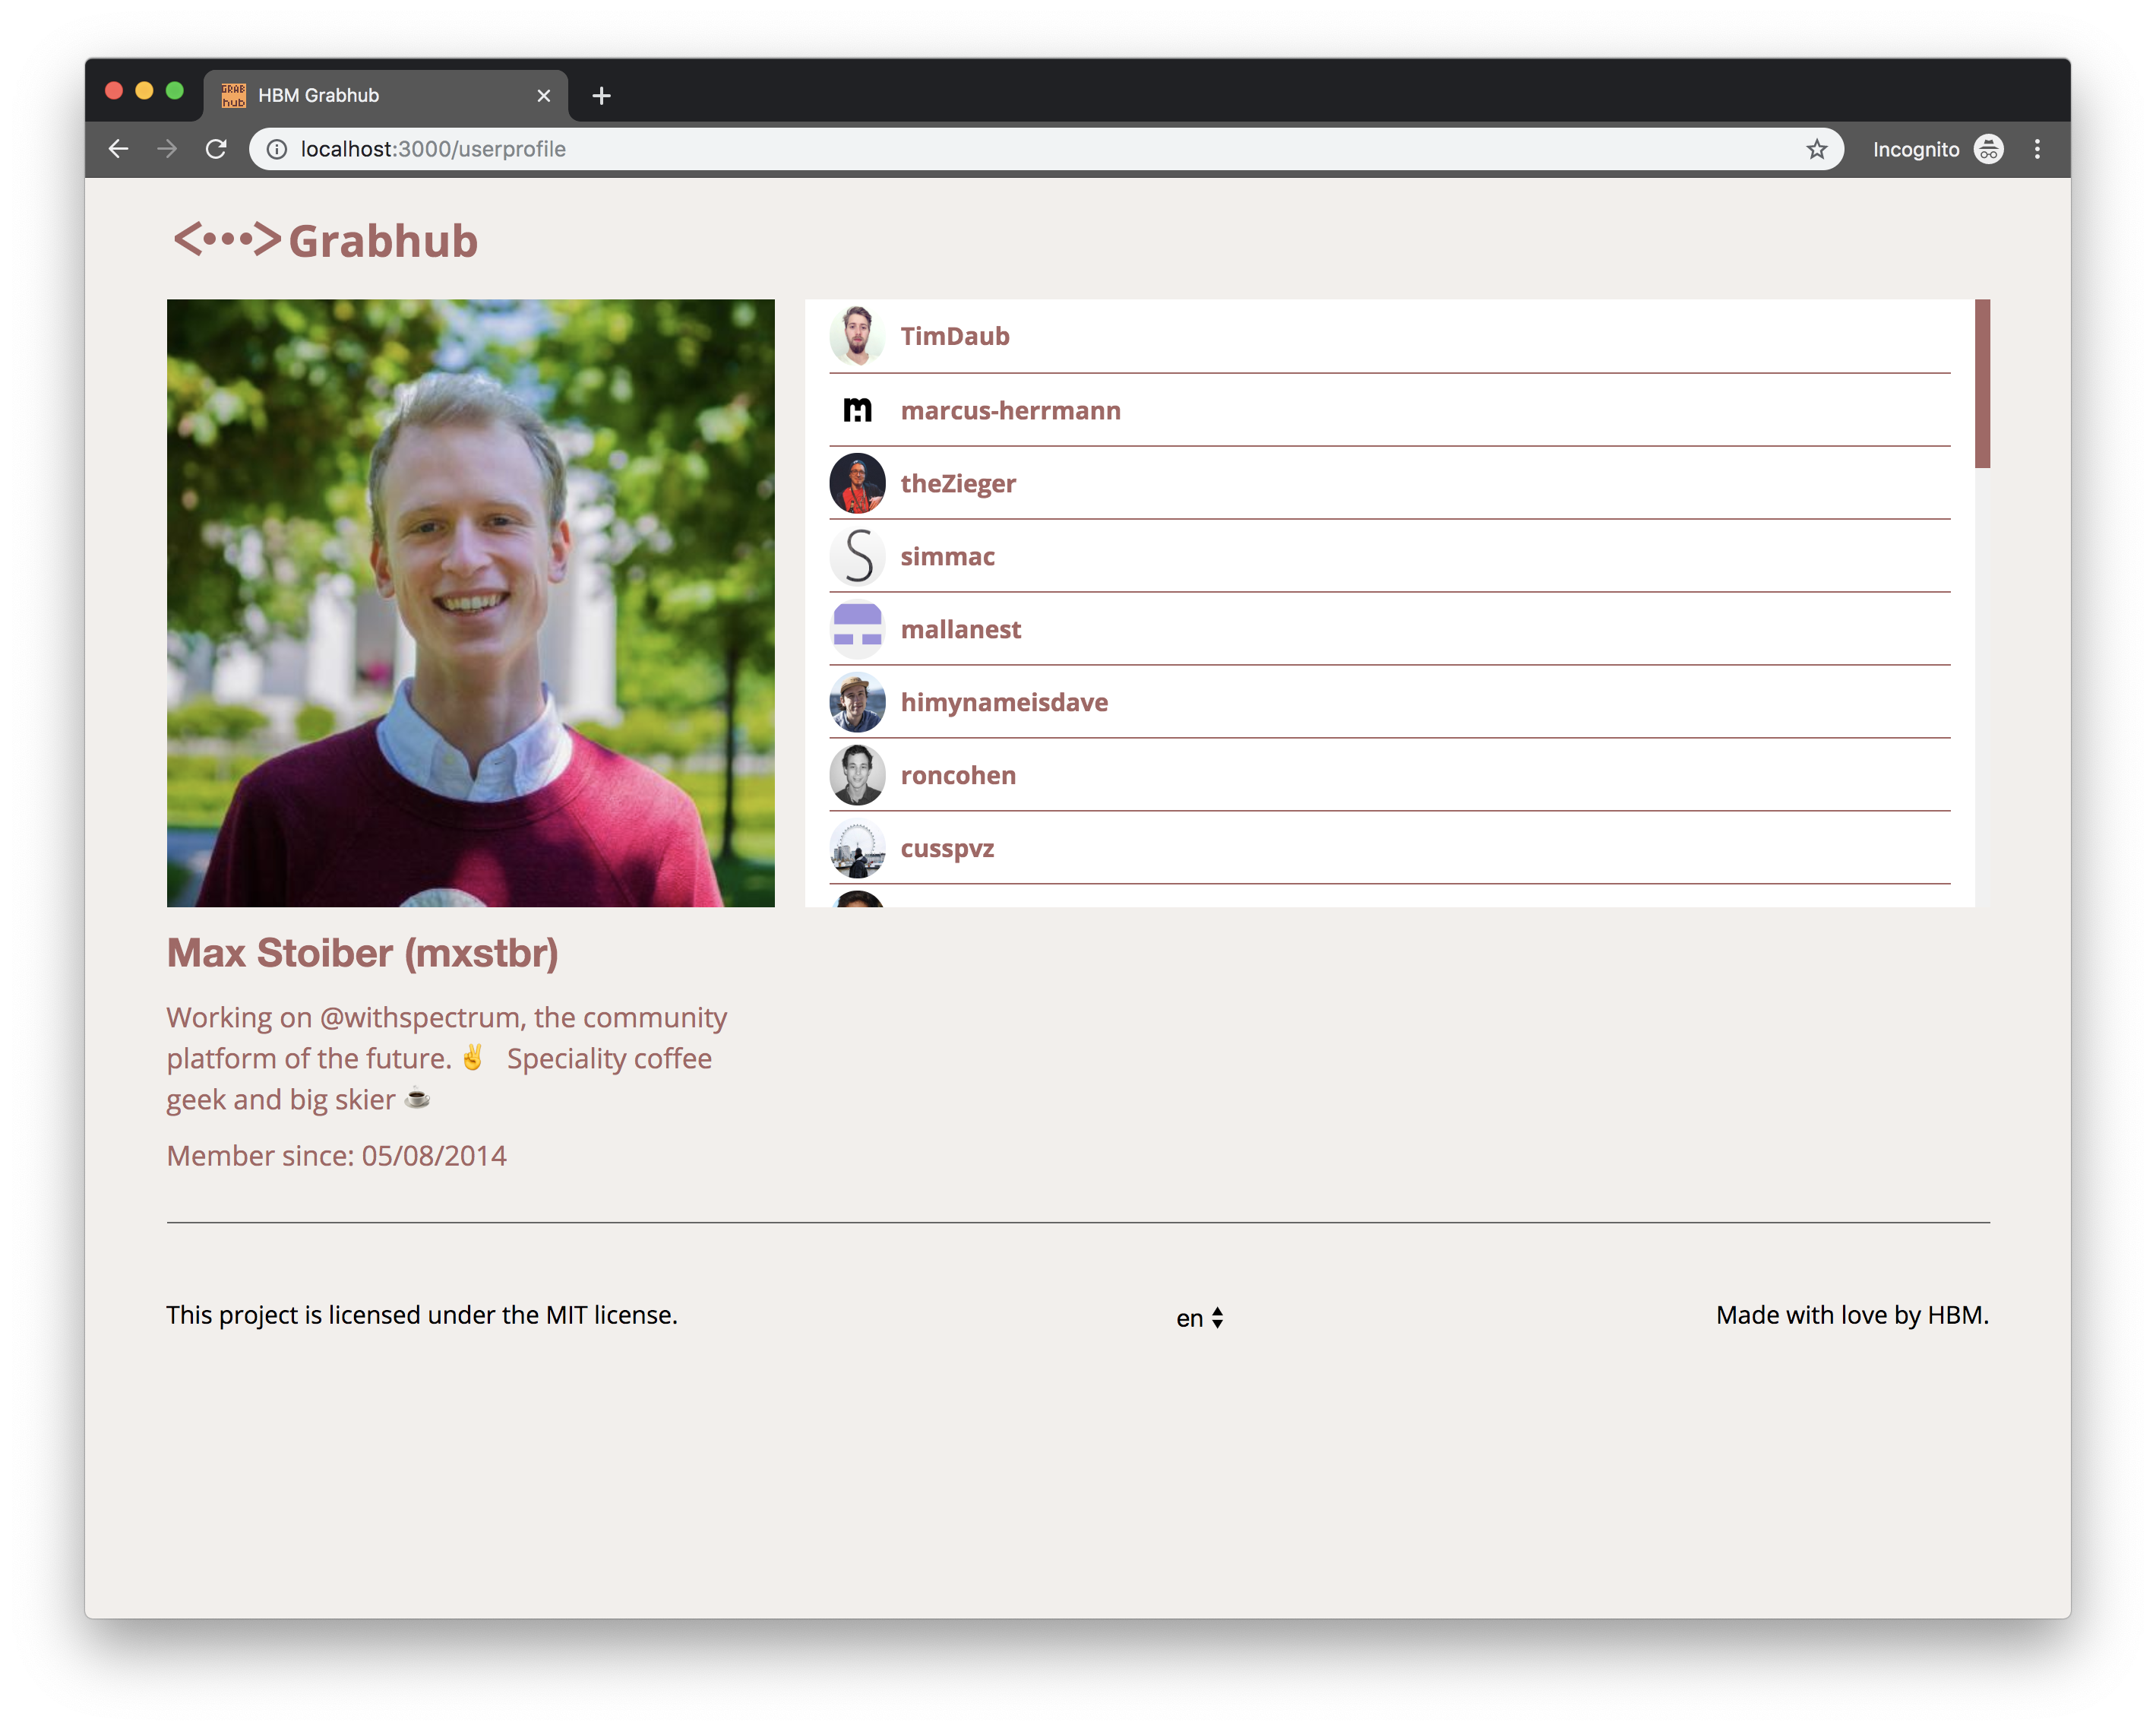 GRAB
hub
HBM Grabhub
localhost:3000/userprofile
Incognito
<•••> Grabhub
TimDaub
m
marcus-herrmann
theZieger
S
simmac
mallanest
himynameisdave
roncohen
cusspvz
Max Stoiber (mxstbr)
Working on @withspectrum, the community
platform of the future. ✌️ Speciality coffee
geek and big skier ☕
Member since: 05/08/2014
This project is licensed under the MIT license.
en
Made with love by HBM.